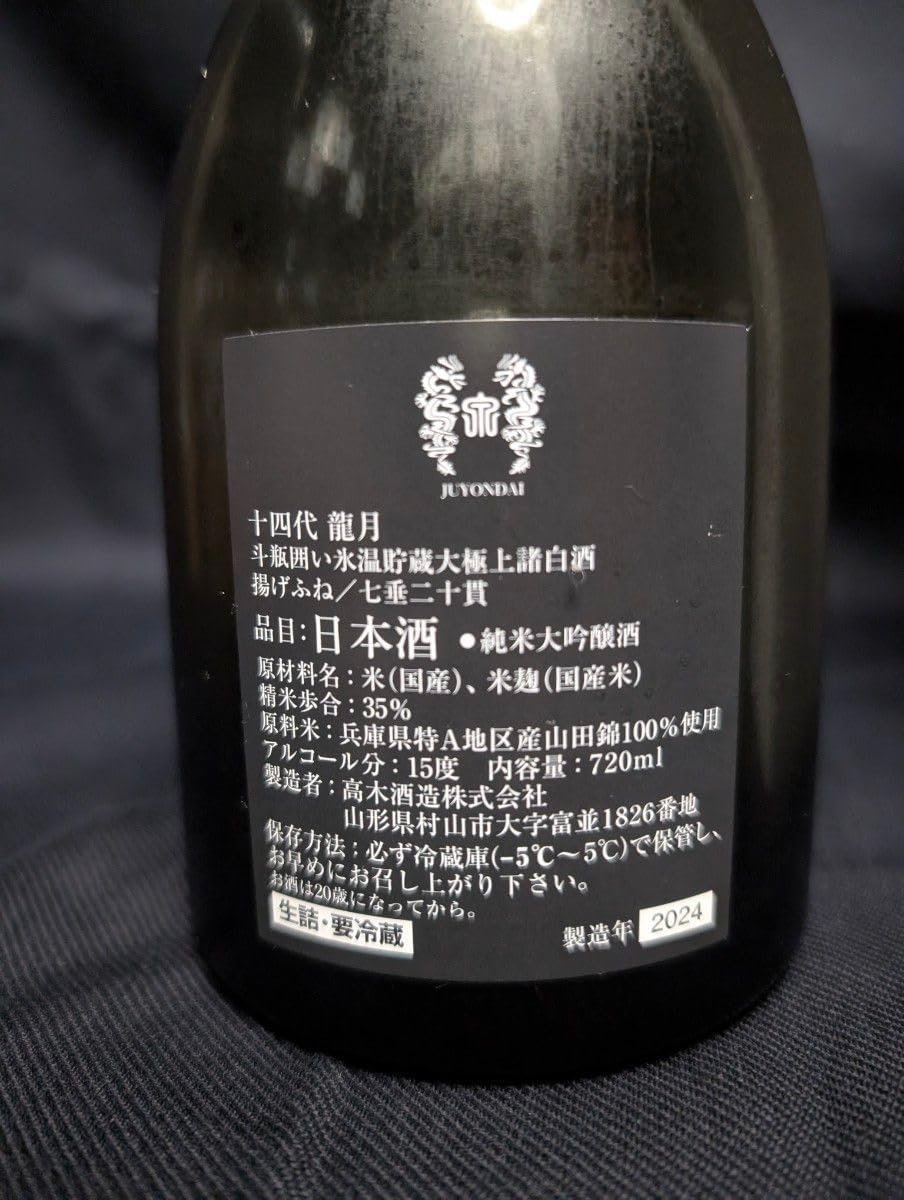 JUYONDAI
十四代 龍月
斗瓶囲い氷温貯蔵大極上諸白酒
揚げふね／七垂二十貫
品目：日本酒 ●純米大吟醸酒
原材料名：米（国産）、米麹（国産米）
精米歩合：35%
原料米：兵庫県特A地区産山田錦100%使用
アルコール分：15度　内容量：720ml
製造者：高木酒造株式会社
山形県村山市大字富並1826番地
保存方法：必ず冷蔵庫（-5℃～5℃）で保管し、
お早めにお召し上がり下さい。
お酒は20歳になってから。
生詰・要冷蔵 製造年 2024